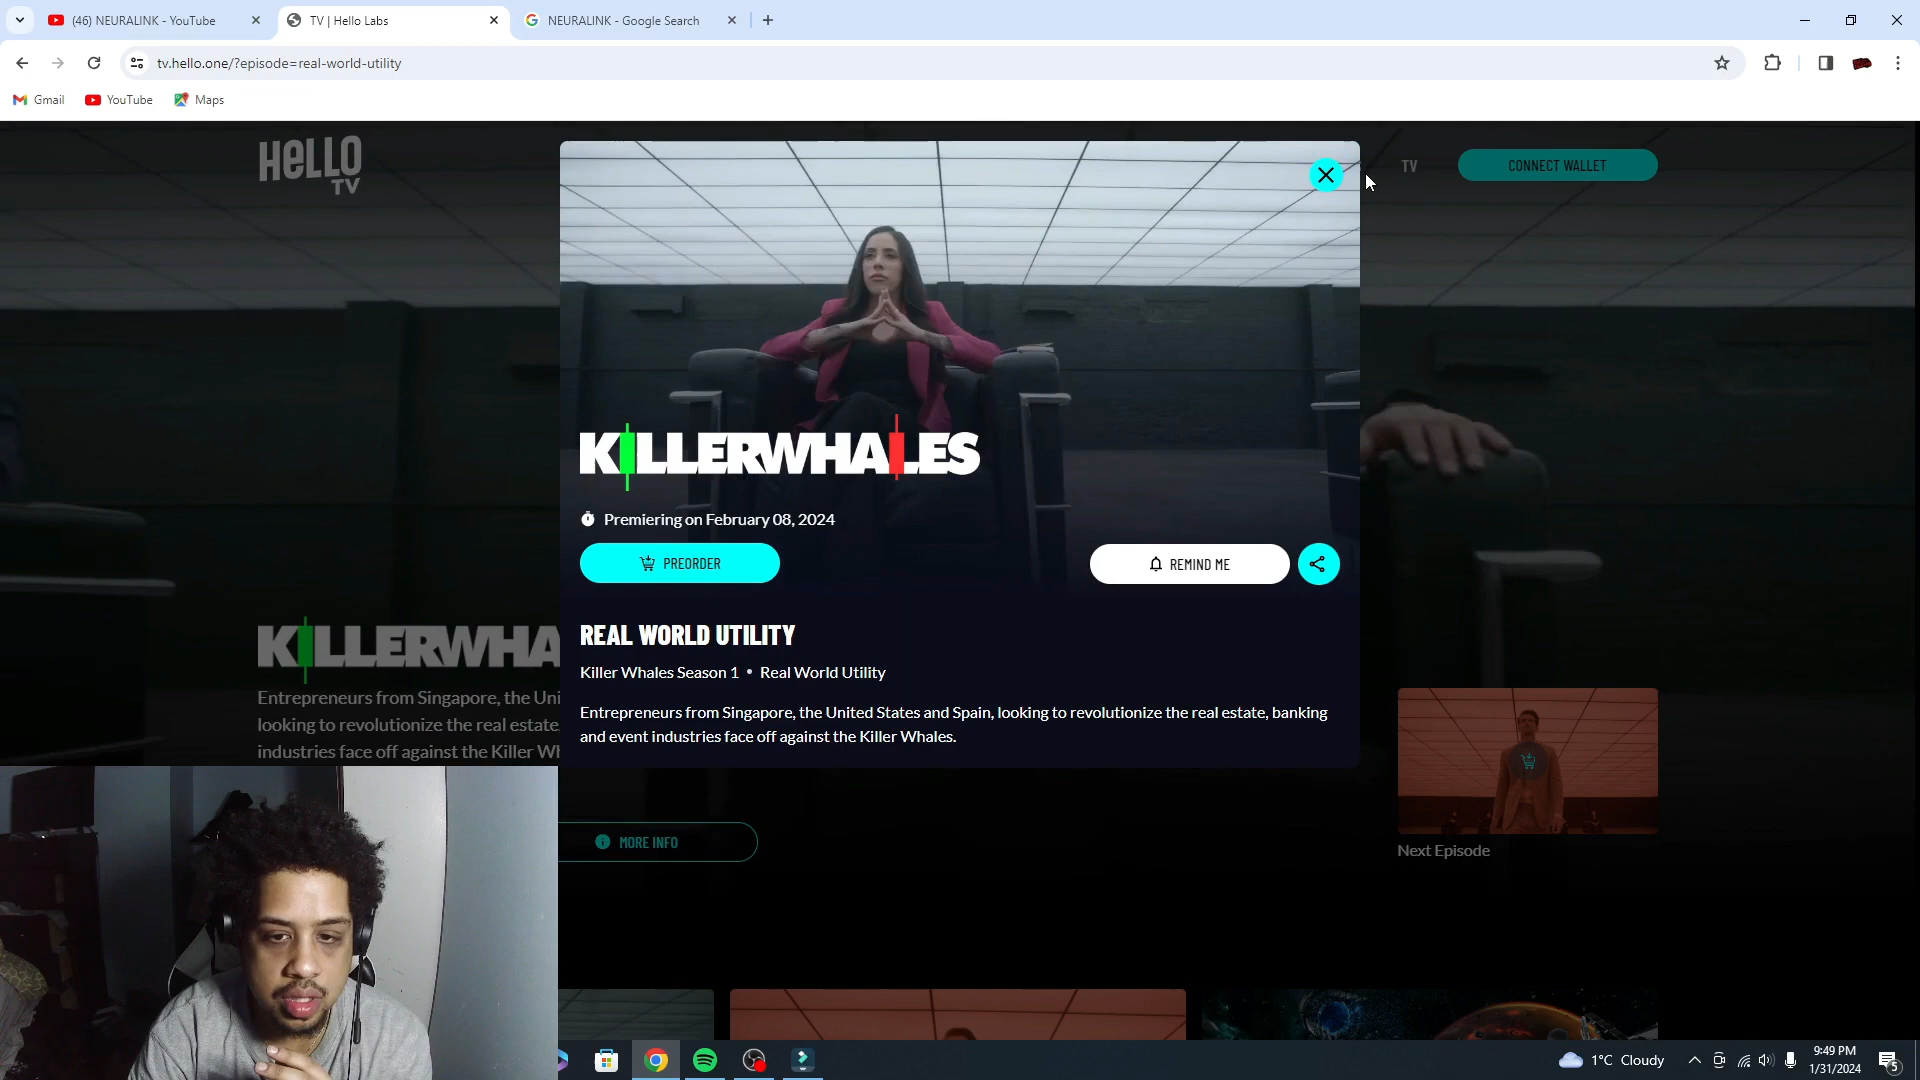 (46) NEURALINK - YouTube
TV | Hello Labs
NEURALINK - Google Search
tv.hello.one/?episode=real-world-utility
Gmail
YouTube
Maps
HELLO
TV
TV
CONNECT WALLET
KILLERWHALES
Premiering on February 08, 2024
PREORDER
REMIND ME
REAL WORLD UTILITY
Killer Whales Season 1 • Real World Utility
Entrepreneurs from Singapore, the United States and Spain, looking to revolutionize the real estate, banking
and event industries face off against the Killer Whales.
KILLERWHA
Entrepreneurs from Singapore, the Uni
looking to revolutionize the real estate
industries face off against the Killer Wh
MORE INFO
Next Episode
1°C Cloudy
9:49 PM
1/31/2024
5